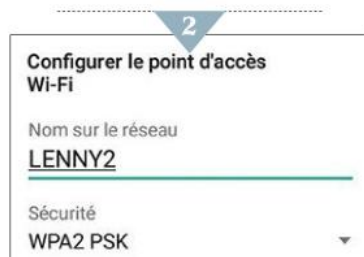 2
Configurer le point d'accès
Wi-Fi
Nom sur le réseau
LENNY2
Sécurité
WPA2 PSK